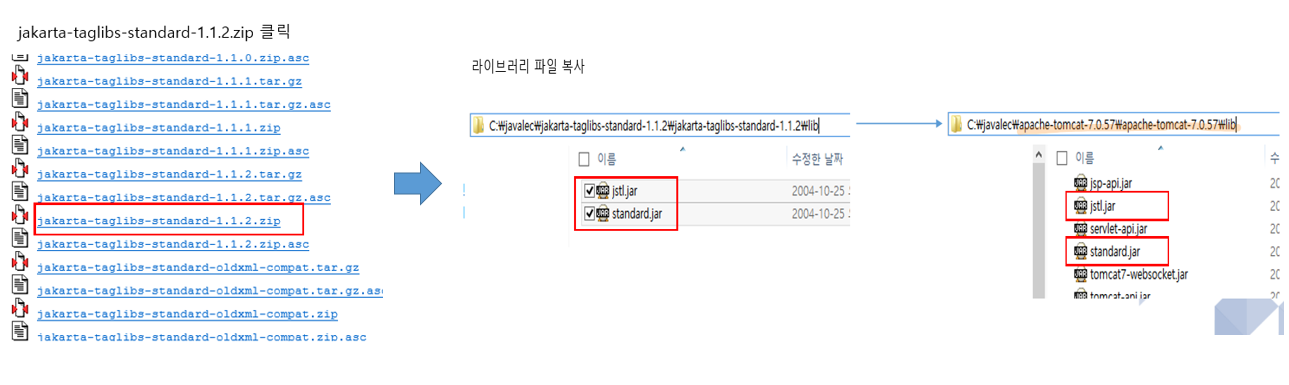 jakarta-taglibs-standard-1.1.2.zip 클릭
jakarta-taglibs-standard-1.1.0.zip.asc
jakarta-taglibs-standard-1.1.1.tar.gz
jakarta-taglibs-standard-1.1.1.tar.gz.asc
jakarta-taglibs-standard-1.1.1.zip
jakarta-taglibs-standard-1.1.1.zip.asc
jakarta-taglibs-standard-1.1.2.tar.gz
jakarta-taglibs-standard-1.1.2.tar.gz.asc
jakarta-taglibs-standard-1.1.2.zip
jakarta-taglibs-standard-1.1.2.zip.asc
jakarta-taglibs-standard-oldxml-compat.tar.gz
jakarta-taglibs-standard-oldxml-compat.tar.gz.as
jakarta-taglibs-standard-oldxml-compat.zip
jakarta-taglibs-standard-oldxml-compat.zip.asc
라이브러리 파일 복사
C:₩javalec₩jakarta-taglibs-standard-1.1.2₩jakarta-taglibs-standard-1.1.2₩lib
이름 수정한 날짜
jstl.jar 2004-10-25
standard.jar 2004-10-25
C:₩javalec₩apache-tomcat-7.0.57₩apache-tomcat-7.0.57₩lib
이름 수
jsp-api.jar 20
jstl.jar 20
servlet-api.jar 20
standard.jar 20
tomcat7-websocket.jar 20
tomcat-api.jar 20